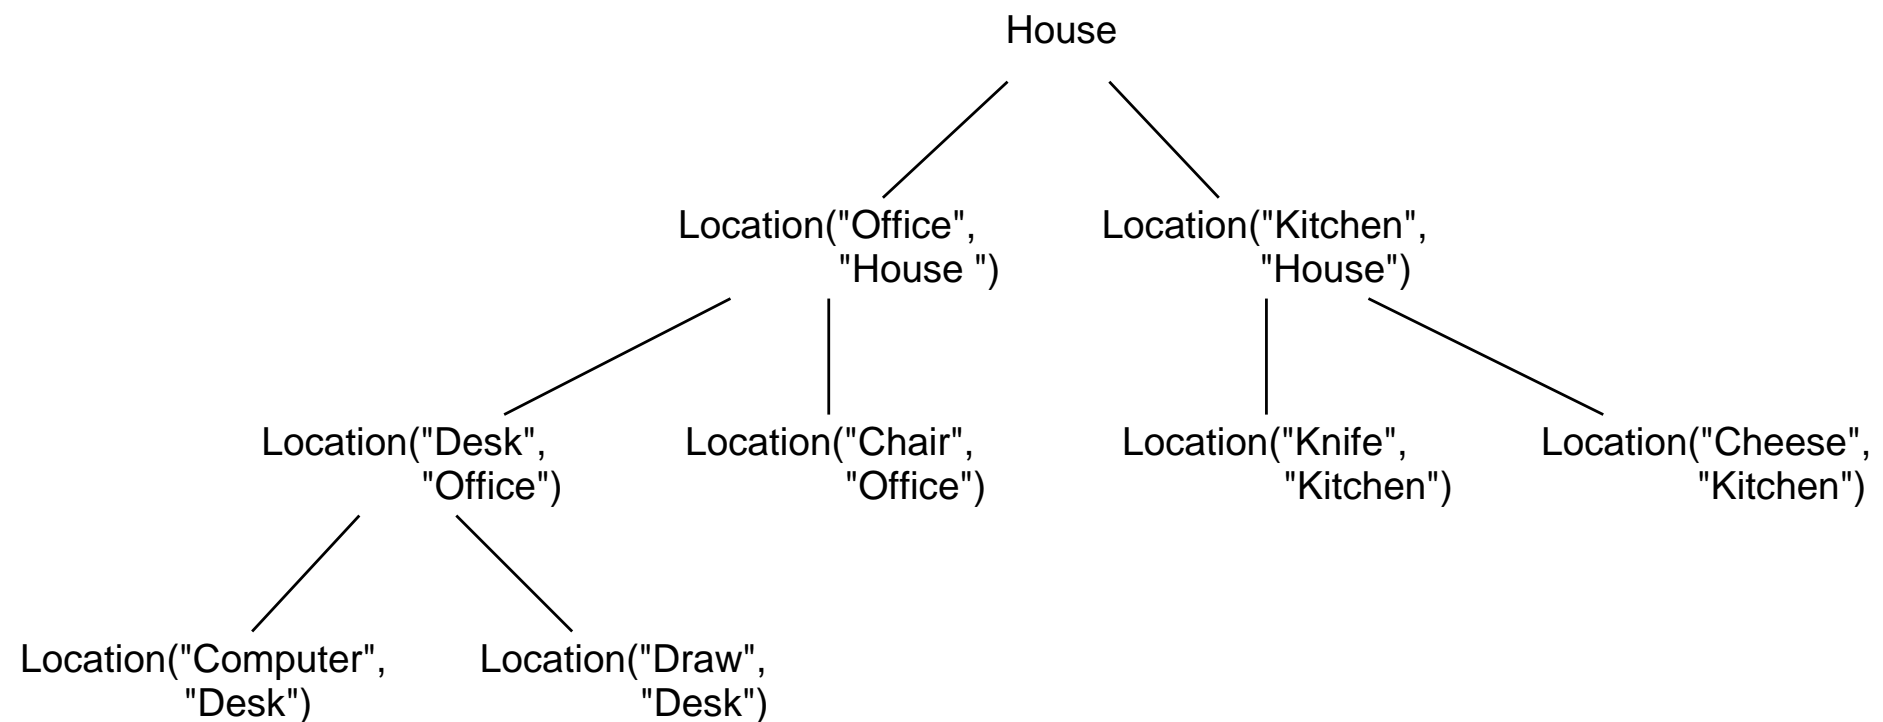 House
Location("Office",
"House ")
Location("Kitchen",
"House")
Location("Desk",
"Office")
Location("Chair",
"Office")
Location("Knife",
"Kitchen")
Location("Cheese",
"Kitchen")
Location("Computer",
"Desk")
Location("Draw",
"Desk")